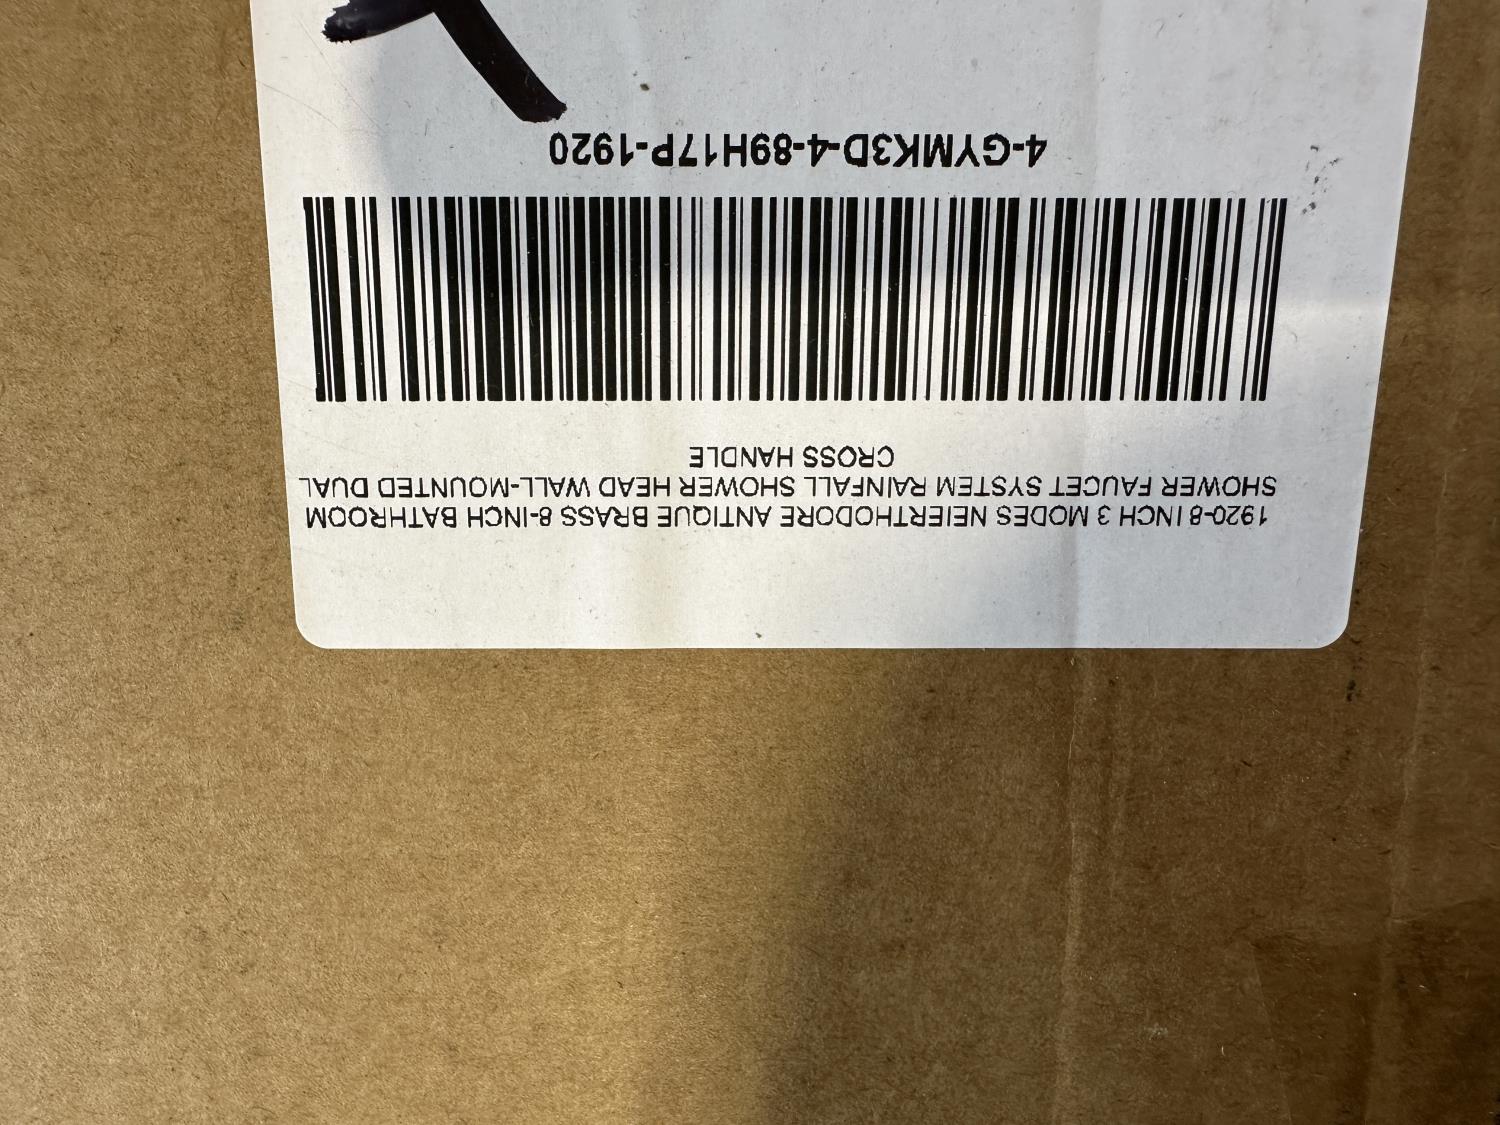 1920-8 INCH 3 MODES NEIERTHODORE ANTIQUE BRASS 8-INCH BATHROOM
SHOWER FAUCET SYSTEM RAINFALL SHOWER HEAD WALL-MOUNTED DUAL
CROSS HANDLE
4-GYMK3D-4-89H17P-1920